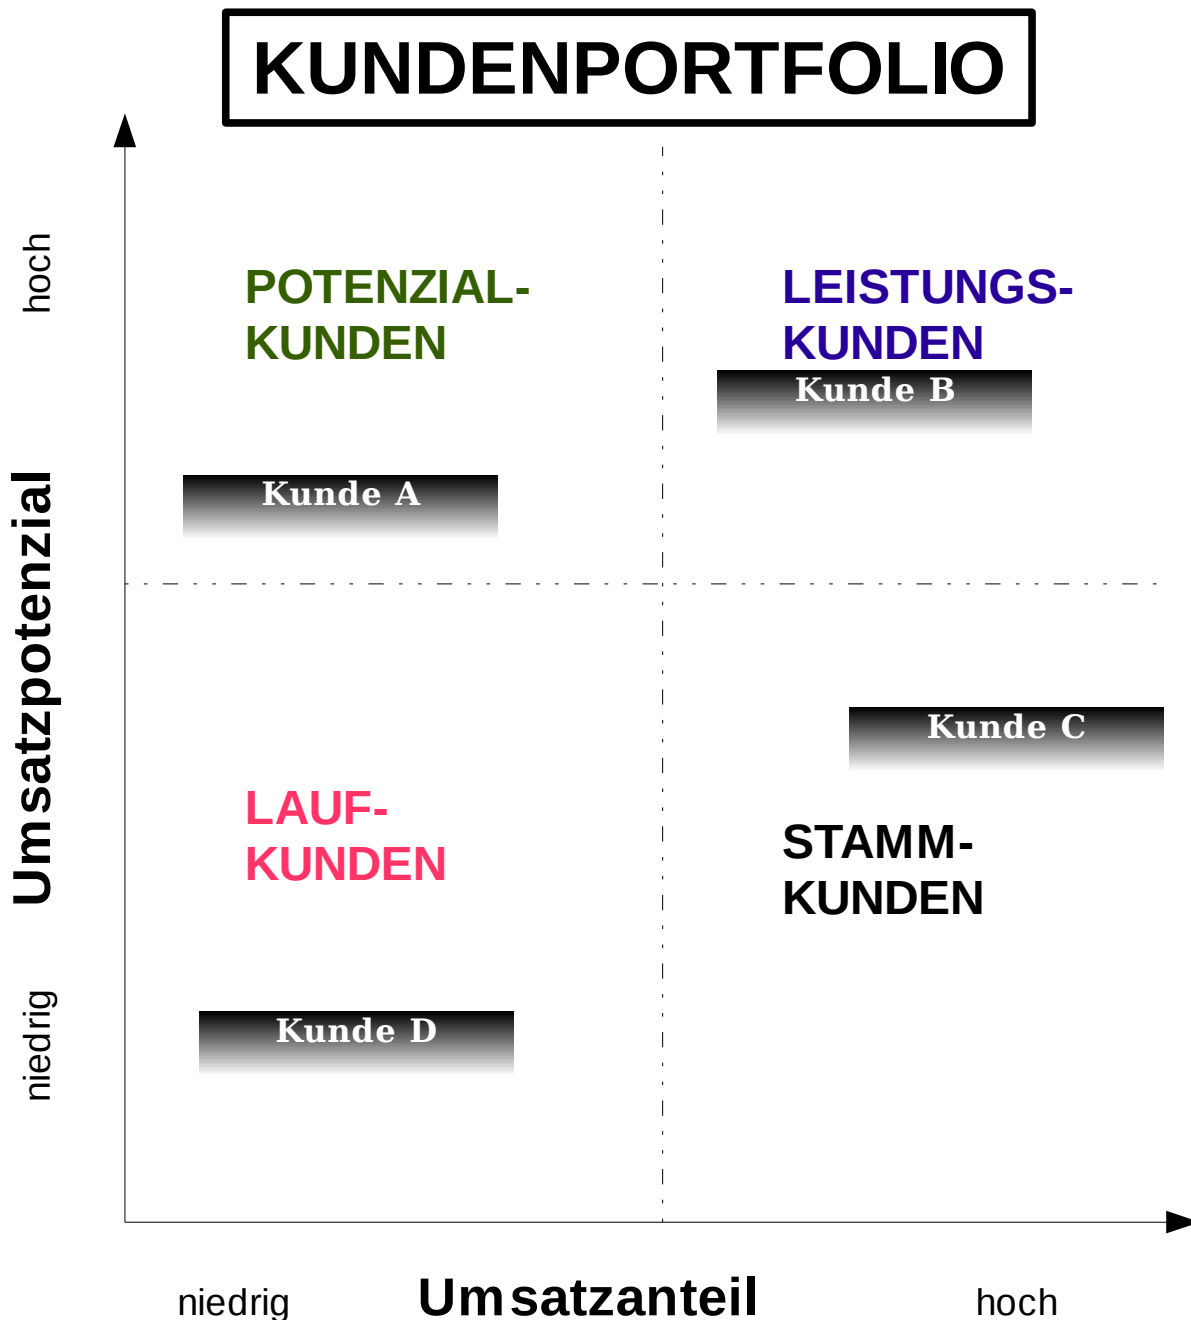 KUNDENPORTFOLIO
hoch
POTENZIAL-
KUNDEN
LEISTUNGS-
KUNDEN
Kunde B
Kunde A
Umsatzpotenzial
Kunde C
LAUF-
KUNDEN
STAMM-
KUNDEN
niedrig
Kunde D
niedrig
Umsatzanteil
hoch